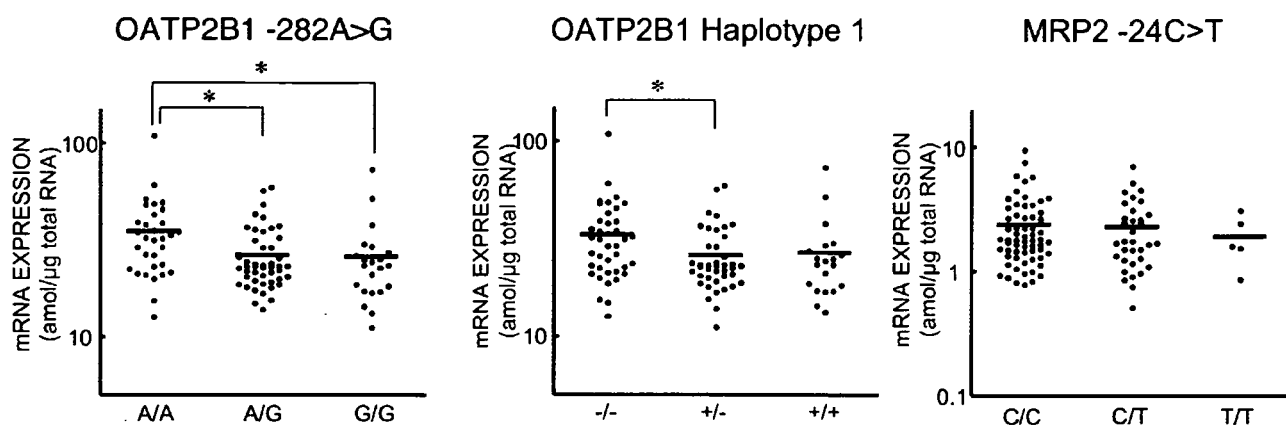 OATP2B1 -282A>G
*
*
mRNA EXPRESSION
(amol/µg total RNA)
100
10
A/A A/G G/G
OATP2B1 Haplotype 1
*
mRNA EXPRESSION
(amol/µg total RNA)
100
10
-/- +/- +/+
MRP2 -24C>T
mRNA EXPRESSION
(amol/µg total RNA)
10
1
0.1
C/C C/T T/T